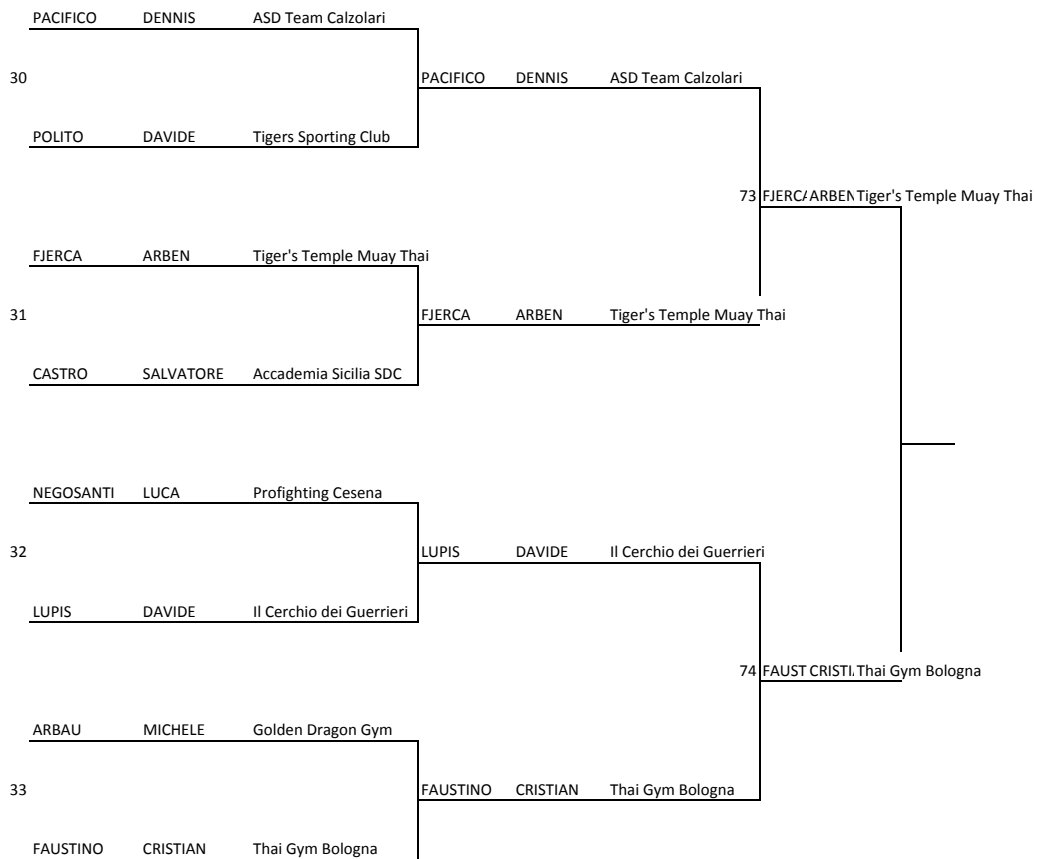 PACIFICO DENNIS ASD Team Calzolari
30 PACIFICO DENNIS ASD Team Calzolari
POLITO DAVIDE Tigers Sporting Club
73 FJERCA ARBEN Tiger's Temple Muay Thai
FJERCA ARBEN Tiger's Temple Muay Thai
31 FJERCA ARBEN Tiger's Temple Muay Thai
CASTRO SALVATORE Accademia Sicilia SDC
NEGOSANTI LUCA Profighting Cesena
32 LUPIS DAVIDE Il Cerchio dei Guerrieri
LUPIS DAVIDE Il Cerchio dei Guerrieri
74 FAUST CRISTI Thai Gym Bologna
ARBAU MICHELE Golden Dragon Gym
33 FAUSTINO CRISTIAN Thai Gym Bologna
FAUSTINO CRISTIAN Thai Gym Bologna